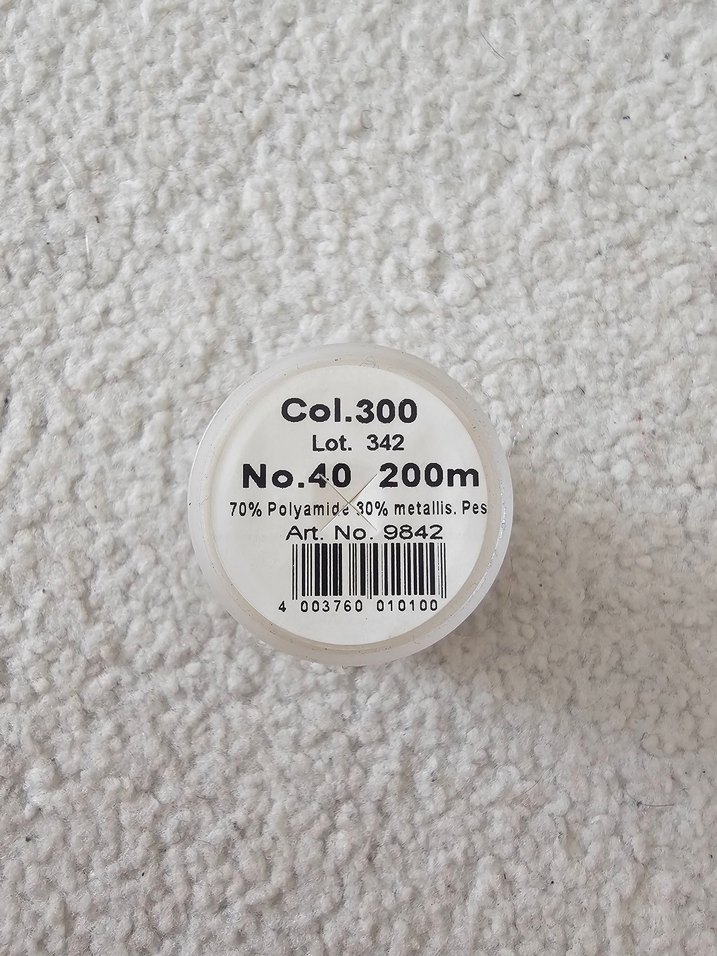 Col.300
Lot. 342
No.40 200m
70% Polyamide 30% metallis. Pes
Art. No. 9842
4 003760 010100